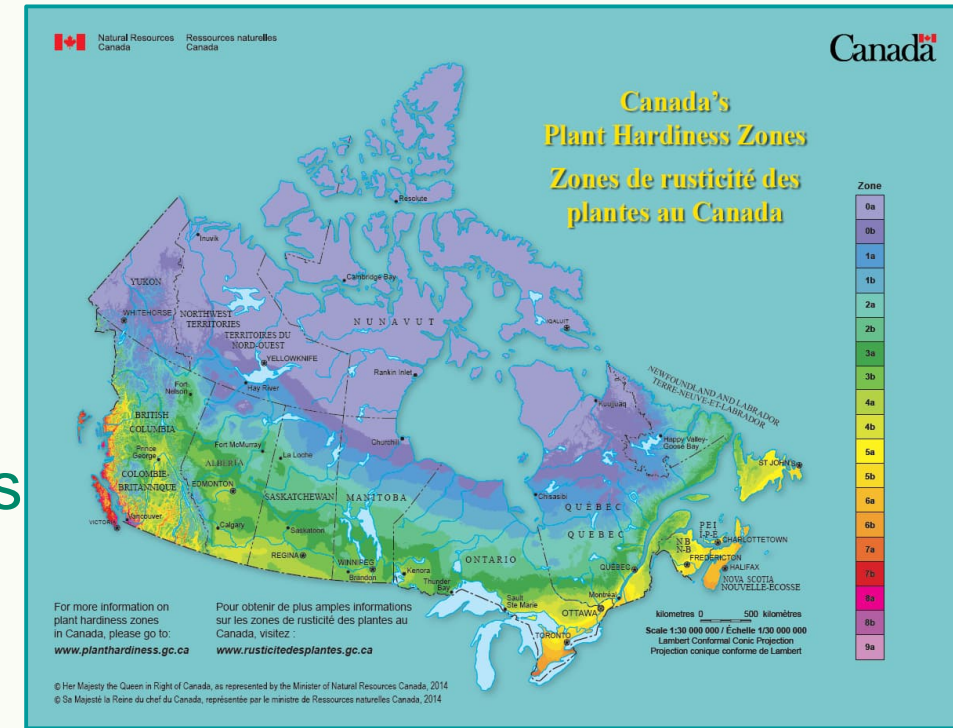 Natural Resources Canada
Ressources naturelles Canada
Canada
Canada's
Plant Hardiness Zones
Zones de rusticité des
plantes au Canada
Zone
0a
0b
1a
1b
2a
2b
3a
3b
4a
4b
5a
5b
6a
6b
7a
7b
8a
8b
9a
Resolute
Inuvik
Cambridge Bay
YUKON
WHITEHORSE
NORTHWEST
TERRITORIES
TERRITOIRES DU
NORD-OUEST
YELLOWKNIFE
NUNAVUT
IQALUIT
Rankin Inlet
Hay River
Fort
Nelson
Kuujjuaq
NEWFOUNDLAND AND LABRADOR
TERRE-NEUVE-ET-LABRADOR
BRITISH
COLUMBIA
Prince
George
COLOMBIE-
BRITANNIQUE
Fort McMurray
La Loche
Churchill
Happy Valley-
Goose Bay
ST JOHN'S
ALBERTA
EDMONTON
SASKATCHEWAN
MANITOBA
Chisasibi
QUÉBEC
QUEBEC
s
VICTORIA
Vancouver
Calgary
Saskatoon
REGINA
WINNIPEG
Brandon
Kenora
ONTARIO
Thunder
Bay
Sault
Ste Marie
QUÉBEC
Montréal
OTTAWA
TORONTO
PEI
I-P-E
CHARLOTTETOWN
NB
N-B
FREDERICTON
HALIFAX
NOVA SCOTIA
NOUVELLE-ÉCOSSE
For more information on
plant hardiness zones
in Canada, please go to:
www.planthardiness.gc.ca
Pour obtenir de plus amples informations
sur les zones de rusticité des plantes au
Canada, visitez :
www.rusticitedesplantes.gc.ca
kilometres 0 500 kilomètres
Scale 1:30 000 000 / Échelle 1/30 000 000
Lambert Conformal Conic Projection
Projection conique conforme de Lambert
© Her Majesty the Queen in Right of Canada, as represented by the Minister of Natural Resources Canada, 2014
© Sa Majesté la Reine du chef du Canada, représentée par le ministre de Ressources naturelles Canada, 2014